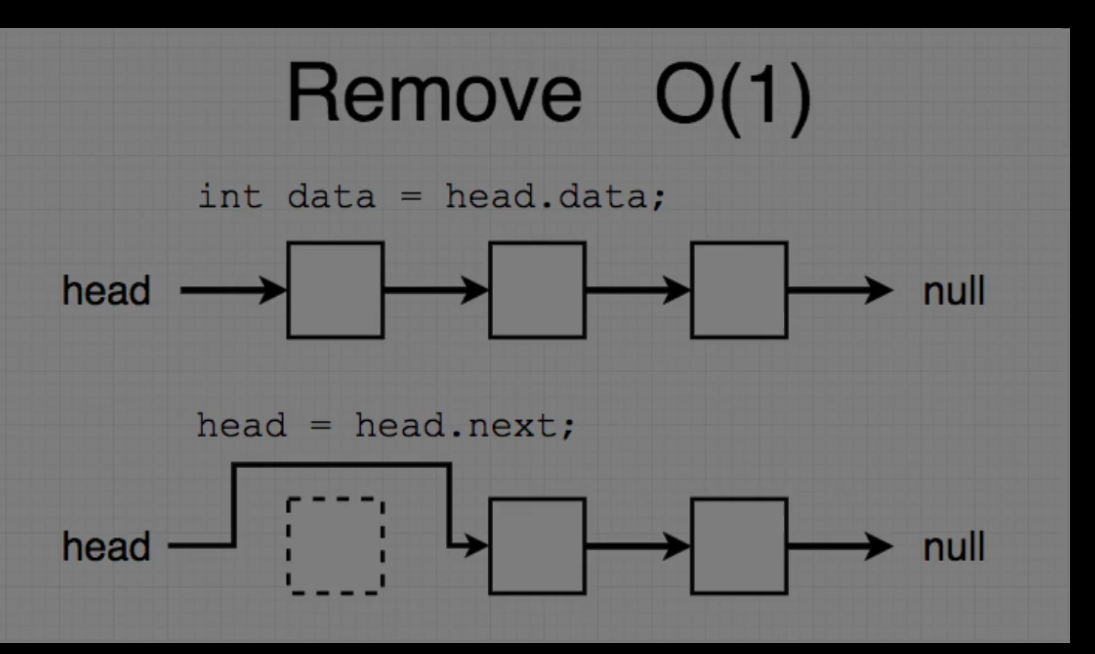 Remove O(1)
int data = head.data;
head null
head = head.next;
head null